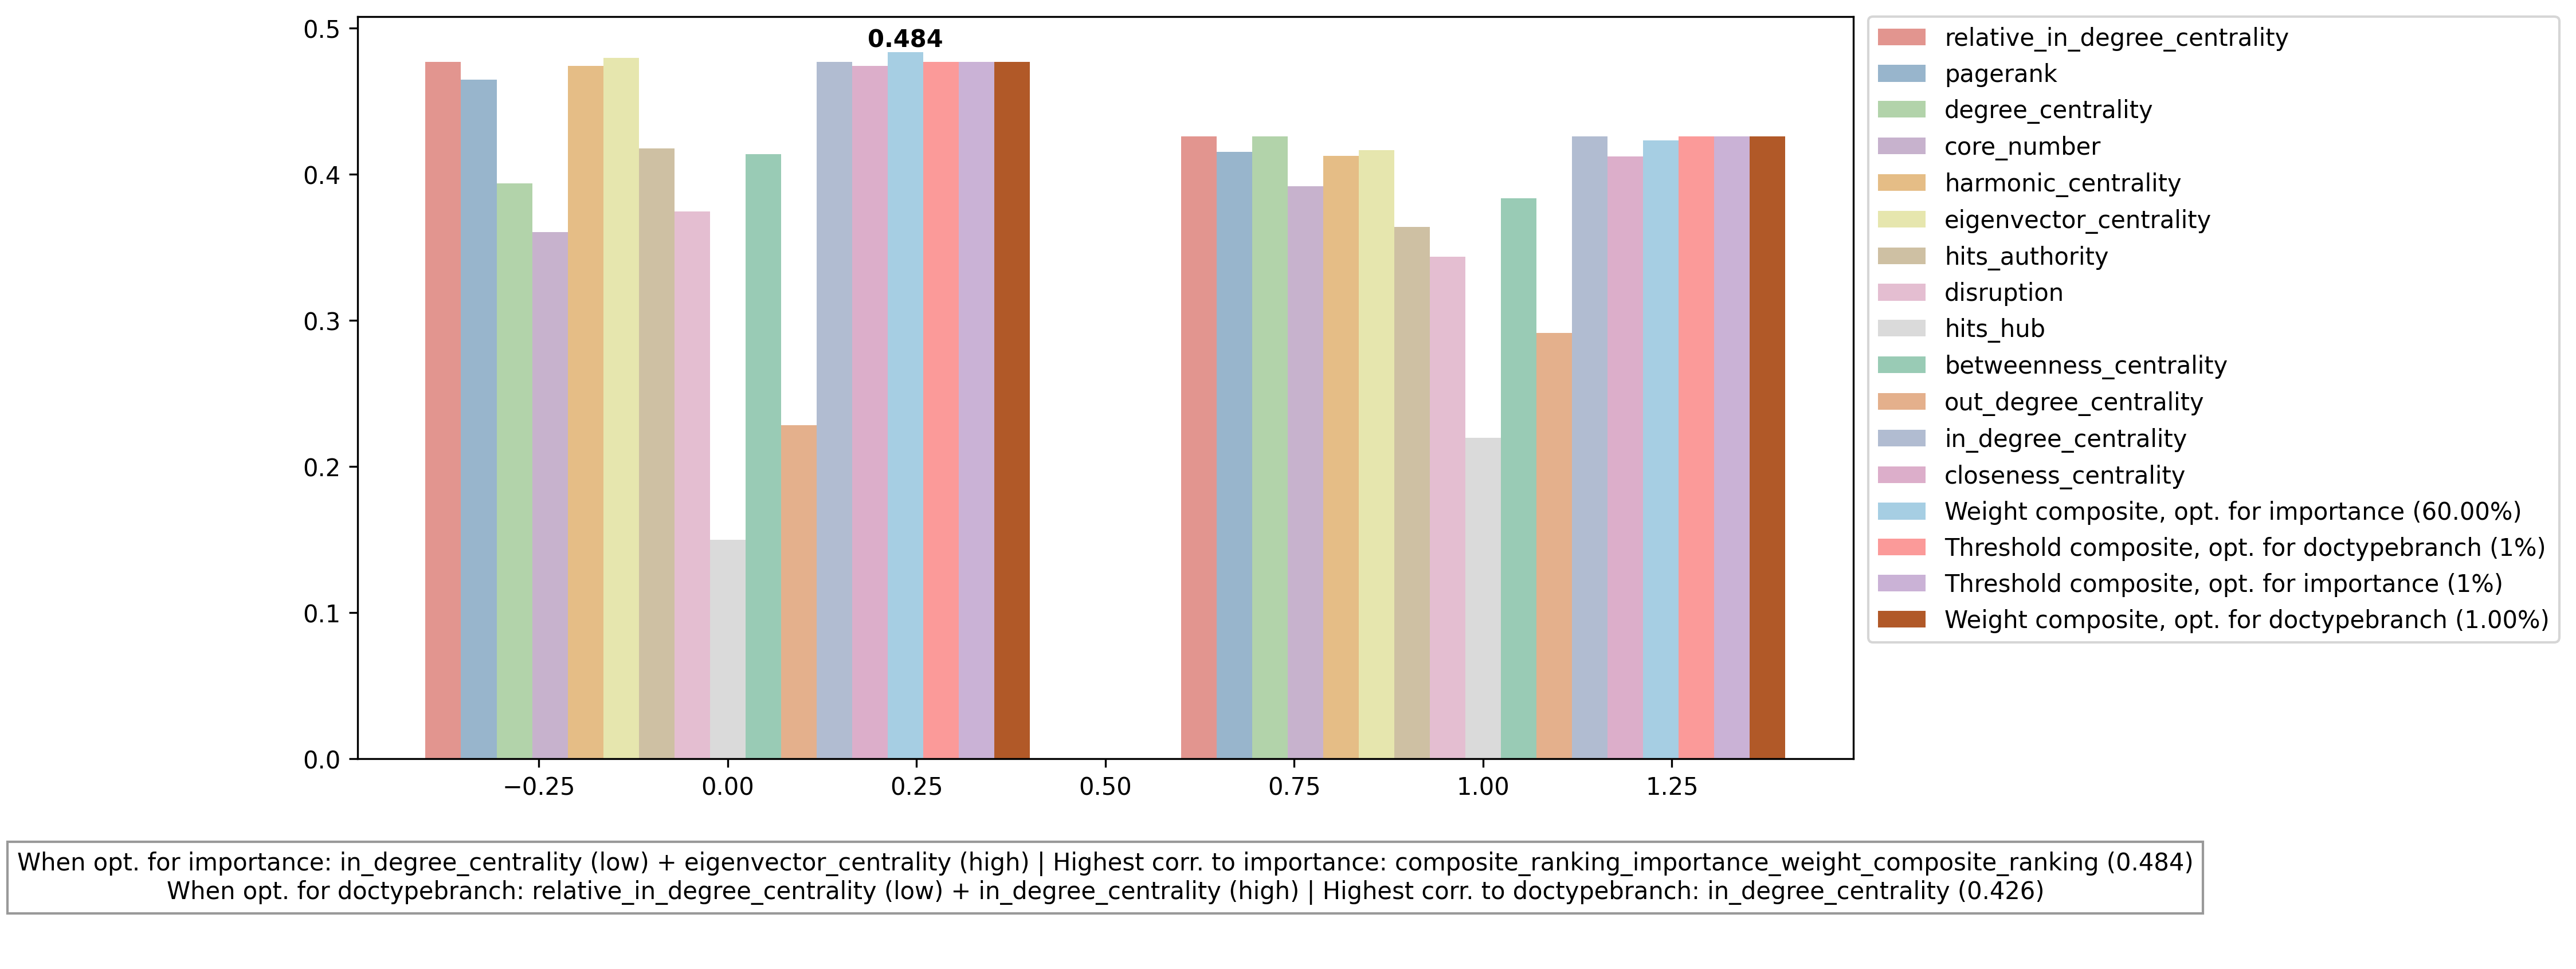 0.5
0.4
0.3
0.2
0.1
0.0
0.484
−0.25
0.00
0.25
0.50
0.75
1.00
1.25
relative_in_degree_centrality
pagerank
degree_centrality
core_number
harmonic_centrality
eigenvector_centrality
hits_authority
disruption
hits_hub
betweenness_centrality
out_degree_centrality
in_degree_centrality
closeness_centrality
Weight composite, opt. for importance (60.00%)
Threshold composite, opt. for doctypebranch (1%)
Threshold composite, opt. for importance (1%)
Weight composite, opt. for doctypebranch (1.00%)
When opt. for importance: in_degree_centrality (low) + eigenvector_centrality (high) | Highest corr. to importance: composite_ranking_importance_weight_composite_ranking (0.484)
When opt. for doctypebranch: relative_in_degree_centrality (low) + in_degree_centrality (high) | Highest corr. to doctypebranch: in_degree_centrality (0.426)